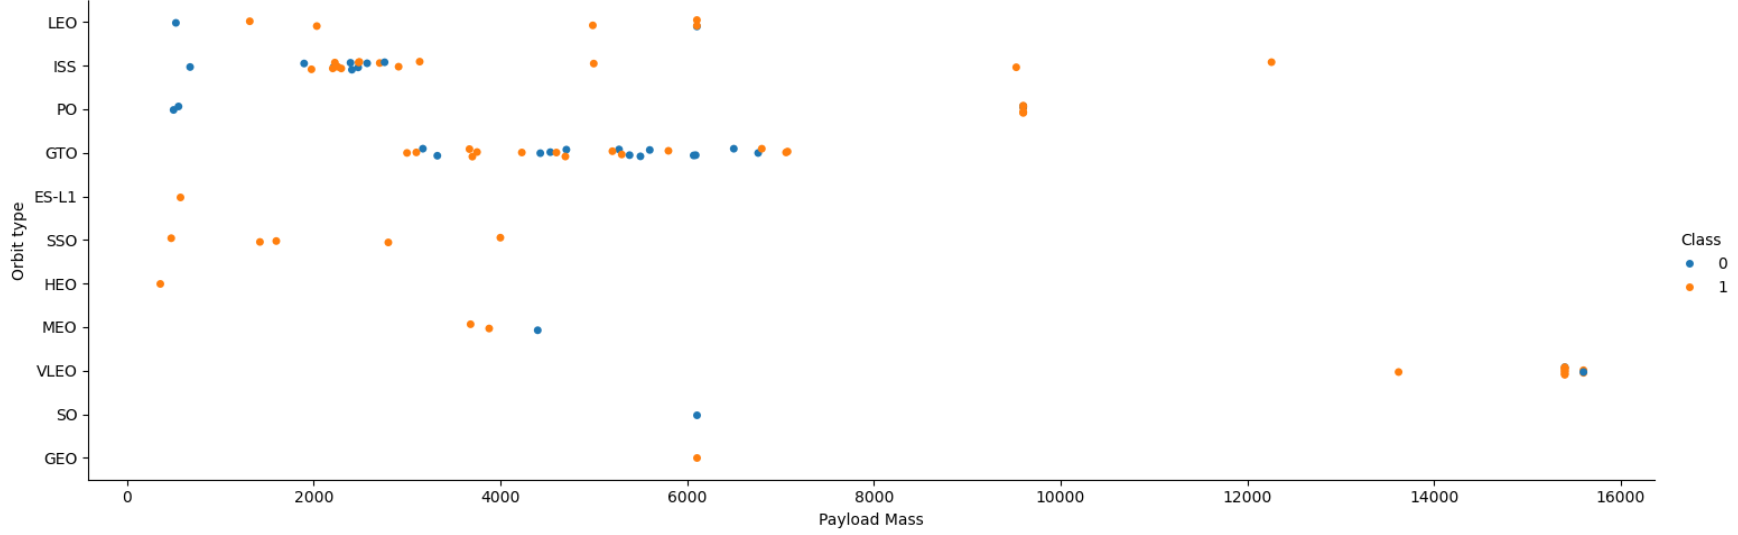 Orbit type
LEO
ISS
PO
GTO
ES-L1
SSO
HEO
MEO
VLEO
SO
GEO
0 2000 4000 6000 8000 10000 12000 14000 16000
Payload Mass
Class
0
1